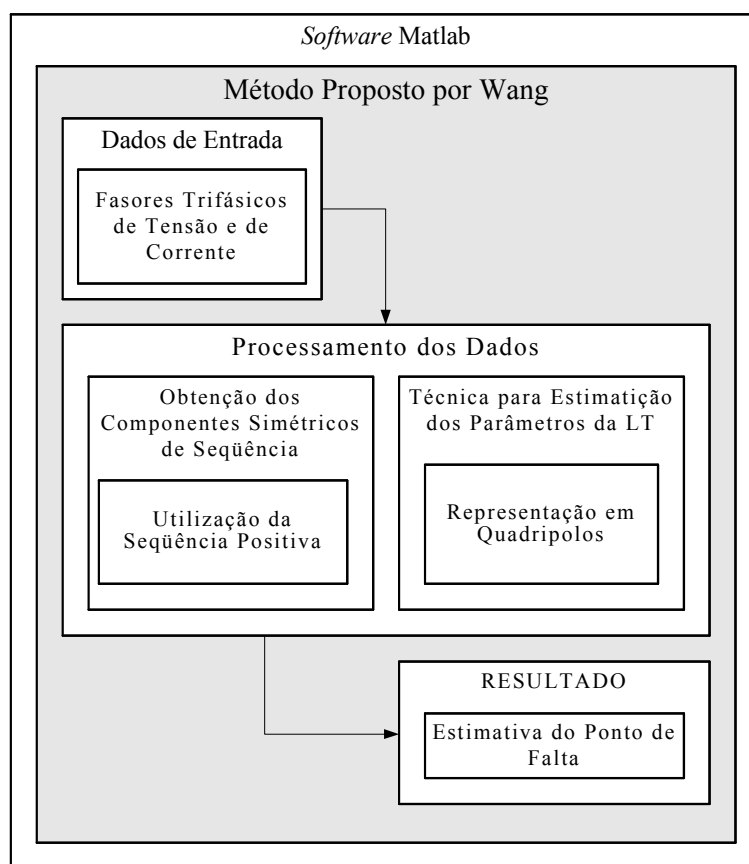 Software Matlab
Método Proposto por Wang
Dados de Entrada
Fasores Trifásicos
de Tensão e de
Corrente
Processamento dos Dados
Obtenção dos
Componentes Simétricos
de Seqüência
Utilização da
Seqüência Positiva
Técnica para Estimatição
dos Parâmetros da LT
Representação em
Quadripolos
RESULTADO
Estimativa do Ponto de
Falta